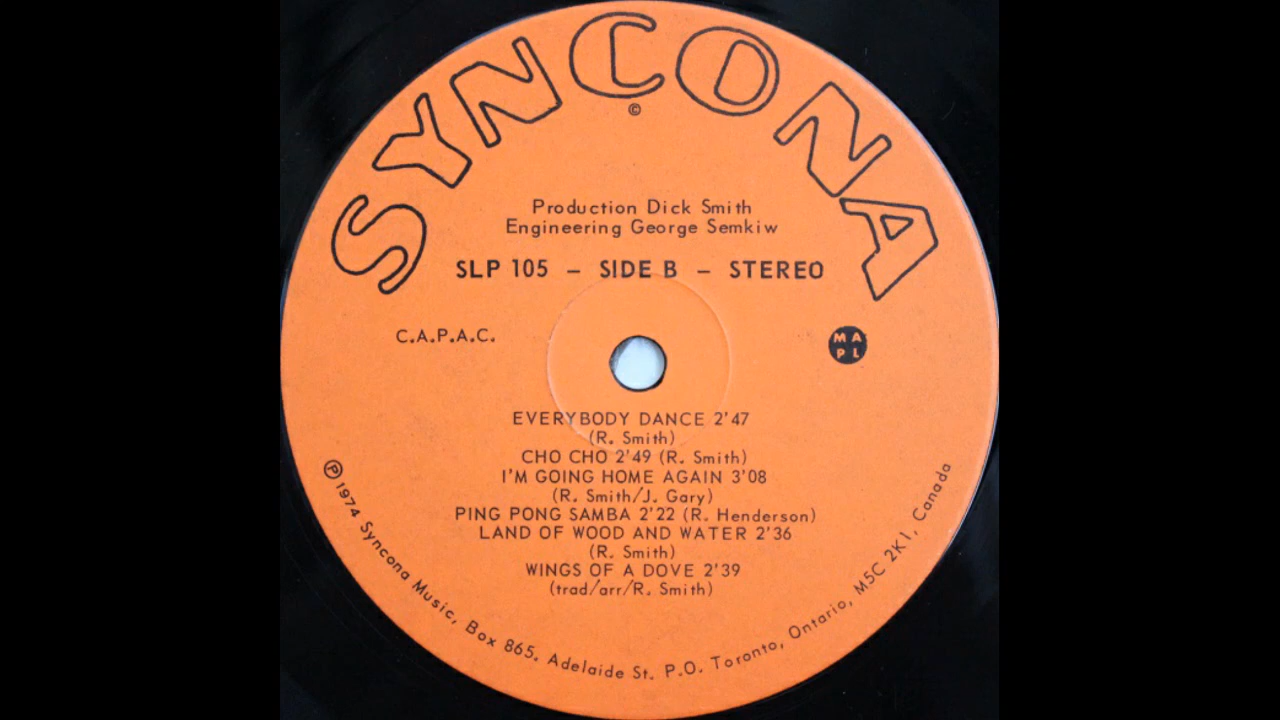 SYNCONA
©
Production Dick Smith
Engineering George Semkiw
SLP 105 – SIDE B – STEREO
C.A.P.A.C.
MA
PL
EVERYBODY DANCE 2'47
(R. Smith)
CHO CHO 2'49 (R. Smith)
I'M GOING HOME AGAIN 3'08
(R. Smith/J. Gary)
PING PONG SAMBA 2'22 (R. Henderson)
LAND OF WOOD AND WATER 2'36
(R. Smith)
WINGS OF A DOVE 2'39
(trad/arr/R. Smith)
℗ 1974 Syncona Music, Box 865, Adelaide St. P.O. Toronto, Ontario, M5C 2K1, Canada